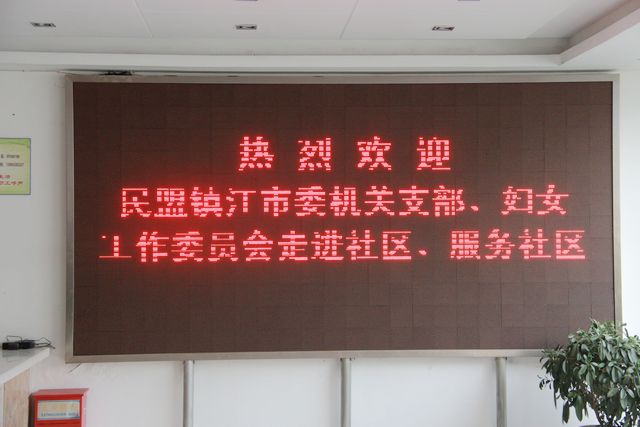 热烈欢迎
民盟镇江市委机关支部、妇女
工作委员会走进社区、服务社区